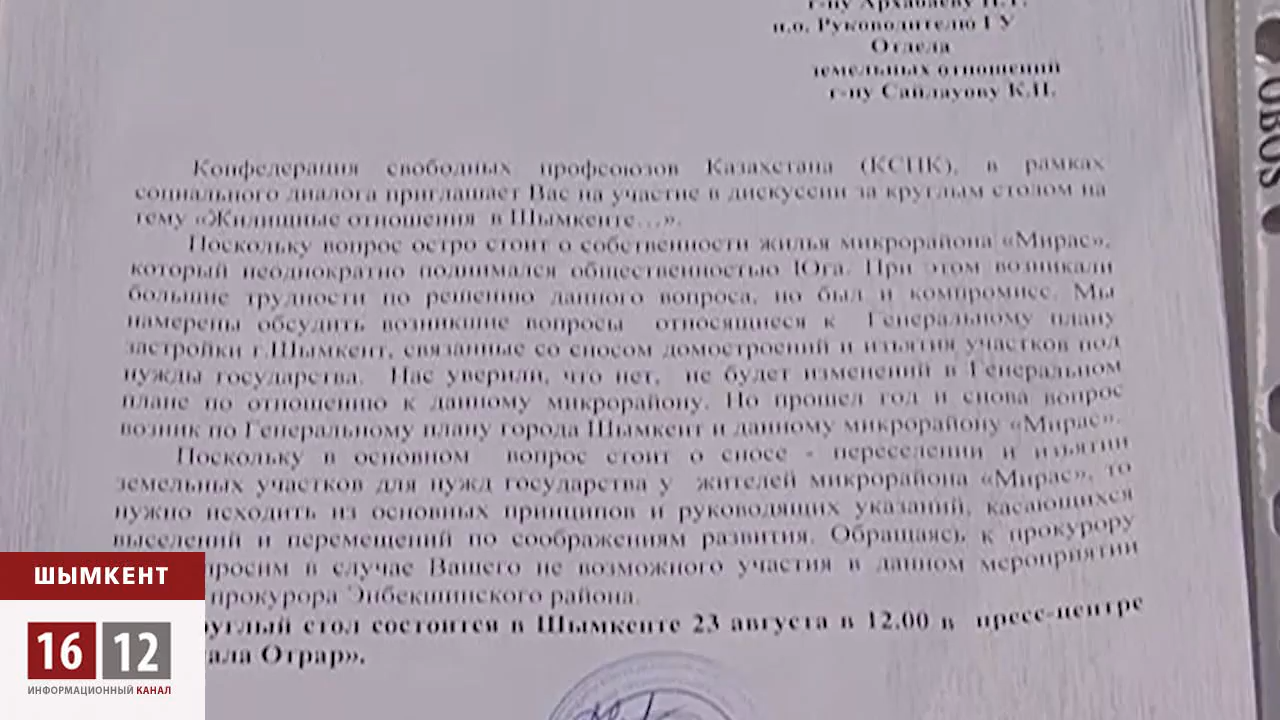 г-ну Архабаеву П.Т.
и.о. Руководителю ГУ
Отдела
земельных отношений
г-ну Сайлауову К.П.
Конфедерация свободных профсоюзов Казахстана (КСПК), в рамках
социального диалога приглашает Вас на участие в дискуссии за круглым столом на
тему «Жилищные отношения в Шымкенте…».
Поскольку вопрос остро стоит о собственности жилья микрорайона «Мирас»,
который неоднократно поднимался общественностью Юга. При этом возникали
большие трудности по решению данного вопроса, но был и компромисс. Мы
намерены обсудить возникшие вопросы относящиеся к Генеральному плану
застройки г.Шымкент, связанные со сносом домостроений и изъятия участков под
нужды государства. Нас уверили, что нет, не будет изменений в Генеральном
плане по отношению к данному микрорайону. Но прошел год и снова вопрос
возник по Генеральному плану города Шымкент и данному микрорайону «Мирас».
Поскольку в основном вопрос стоит о сносе - переселении и изъятии
земельных участков для нужд государства у жителей микрорайона «Мирас», то
нужно исходить из основных принципов и руководящих указаний, касающихся
выселений и перемещений по соображениям развития. Обращаясь к прокурору
просим в случае Вашего не возможного участия в данном мероприятии
прокурора Энбекшинского района.
руглый стол состоится в Шымкенте 23 августа в 12.00 в пресс-центре
ала Отрар».
ШЫМКЕНТ
16 12
ИНФОРМАЦИОННЫЙ КАНАЛ
OBOS